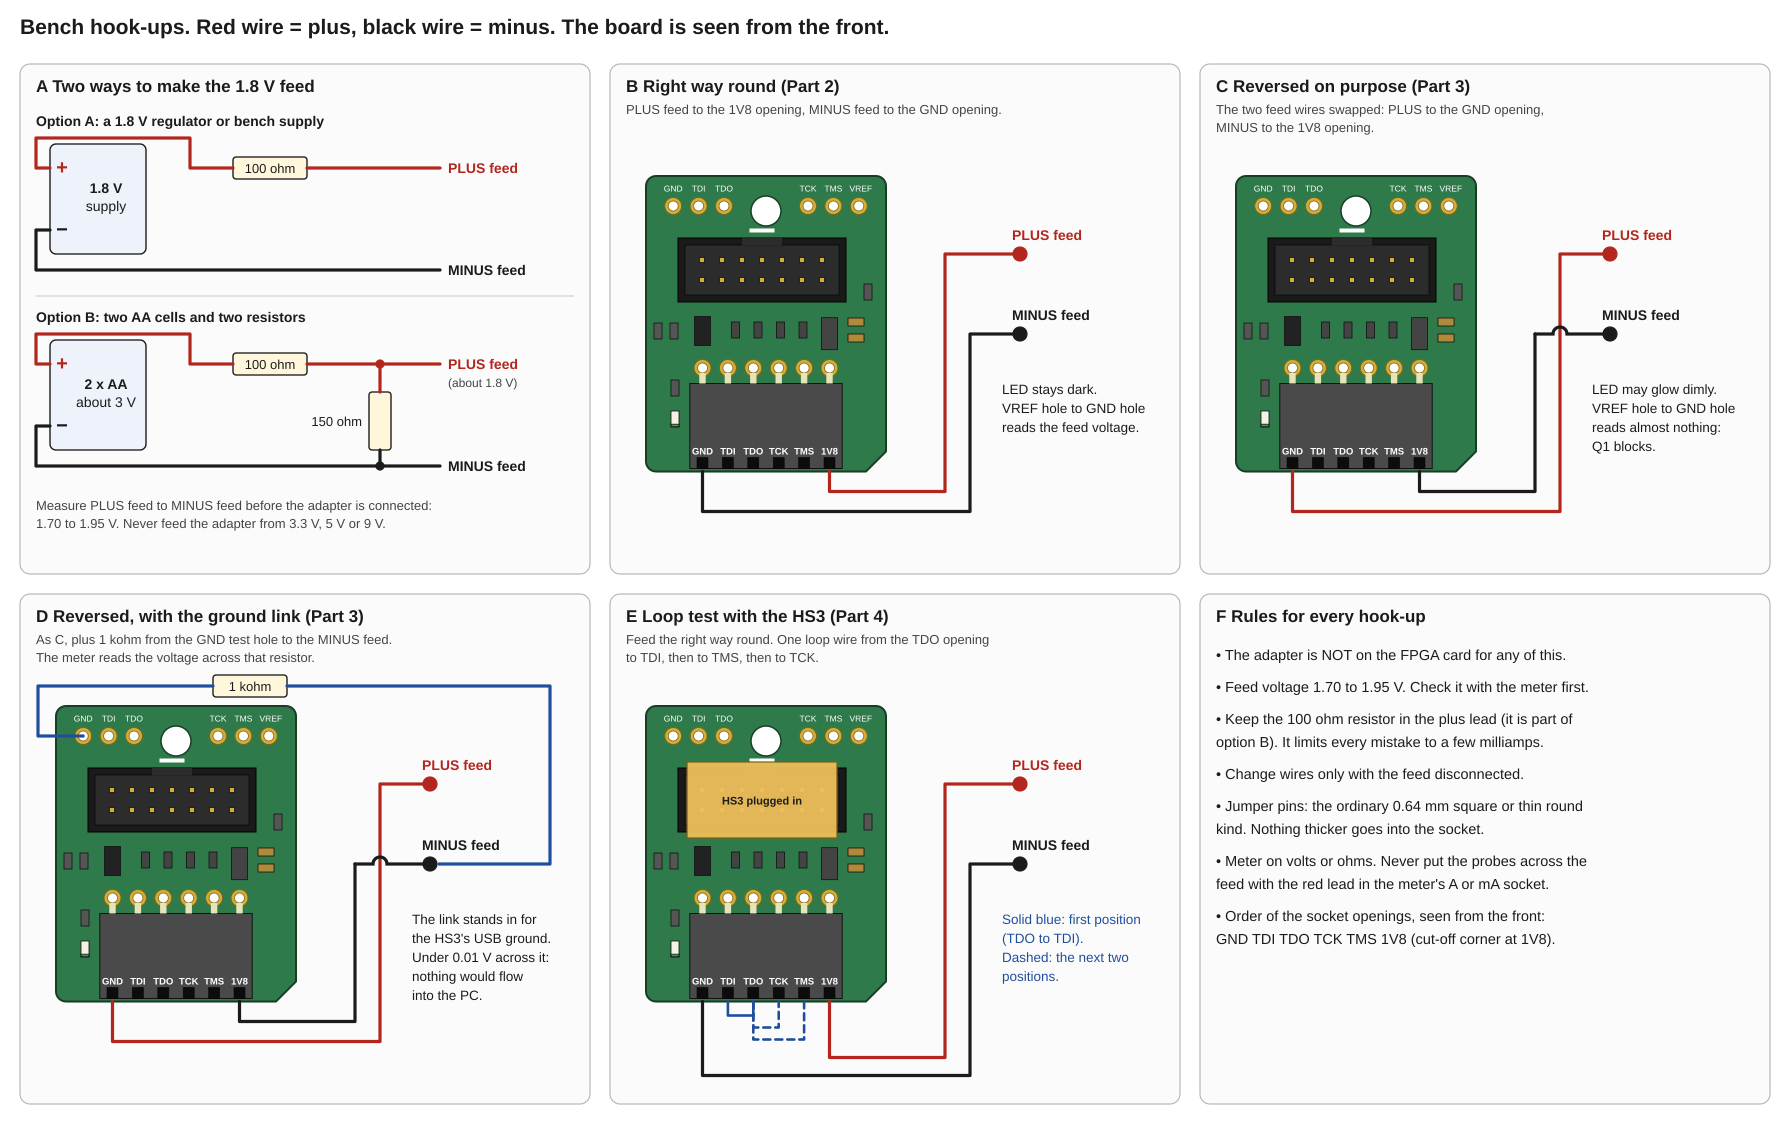 Bench hook-ups. Red wire = plus, black wire = minus. The board is seen from the front.
A Two ways to make the 1.8 V feed
Option A: a 1.8 V regulator or bench supply
+
1.8 V
supply
−
100 ohm
PLUS feed
MINUS feed
Option B: two AA cells and two resistors
+
2 x AA
about 3 V
−
100 ohm
PLUS feed
(about 1.8 V)
150 ohm
MINUS feed
Measure PLUS feed to MINUS feed before the adapter is connected:
1.70 to 1.95 V. Never feed the adapter from 3.3 V, 5 V or 9 V.
B Right way round (Part 2)
PLUS feed to the 1V8 opening, MINUS feed to the GND opening.
GND TDI TDO TCK TMS VREF
PLUS feed
MINUS feed
LED stays dark.
VREF hole to GND hole
reads the feed voltage.
GND TDI TDO TCK TMS 1V8
C Reversed on purpose (Part 3)
The two feed wires swapped: PLUS to the GND opening,
MINUS to the 1V8 opening.
GND TDI TDO TCK TMS VREF
PLUS feed
MINUS feed
LED may glow dimly.
VREF hole to GND hole
reads almost nothing:
Q1 blocks.
GND TDI TDO TCK TMS 1V8
D Reversed, with the ground link (Part 3)
As C, plus 1 kohm from the GND test hole to the MINUS feed.
The meter reads the voltage across that resistor.
1 kohm
GND TDI TDO TCK TMS VREF
PLUS feed
MINUS feed
The link stands in for
the HS3's USB ground.
Under 0.01 V across it:
nothing would flow
into the PC.
GND TDI TDO TCK TMS 1V8
E Loop test with the HS3 (Part 4)
Feed the right way round. One loop wire from the TDO opening
to TDI, then to TMS, then to TCK.
GND TDI TDO TCK TMS VREF
PLUS feed
HS3 plugged in
MINUS feed
Solid blue: first position
(TDO to TDI).
Dashed: the next two
positions.
GND TDI TDO TCK TMS 1V8
F Rules for every hook-up
• The adapter is NOT on the FPGA card for any of this.
• Feed voltage 1.70 to 1.95 V. Check it with the meter first.
• Keep the 100 ohm resistor in the plus lead (it is part of
option B). It limits every mistake to a few milliamps.
• Change wires only with the feed disconnected.
• Jumper pins: the ordinary 0.64 mm square or thin round
kind. Nothing thicker goes into the socket.
• Meter on volts or ohms. Never put the probes across the
feed with the red lead in the meter's A or mA socket.
• Order of the socket openings, seen from the front:
GND TDI TDO TCK TMS 1V8 (cut-off corner at 1V8).